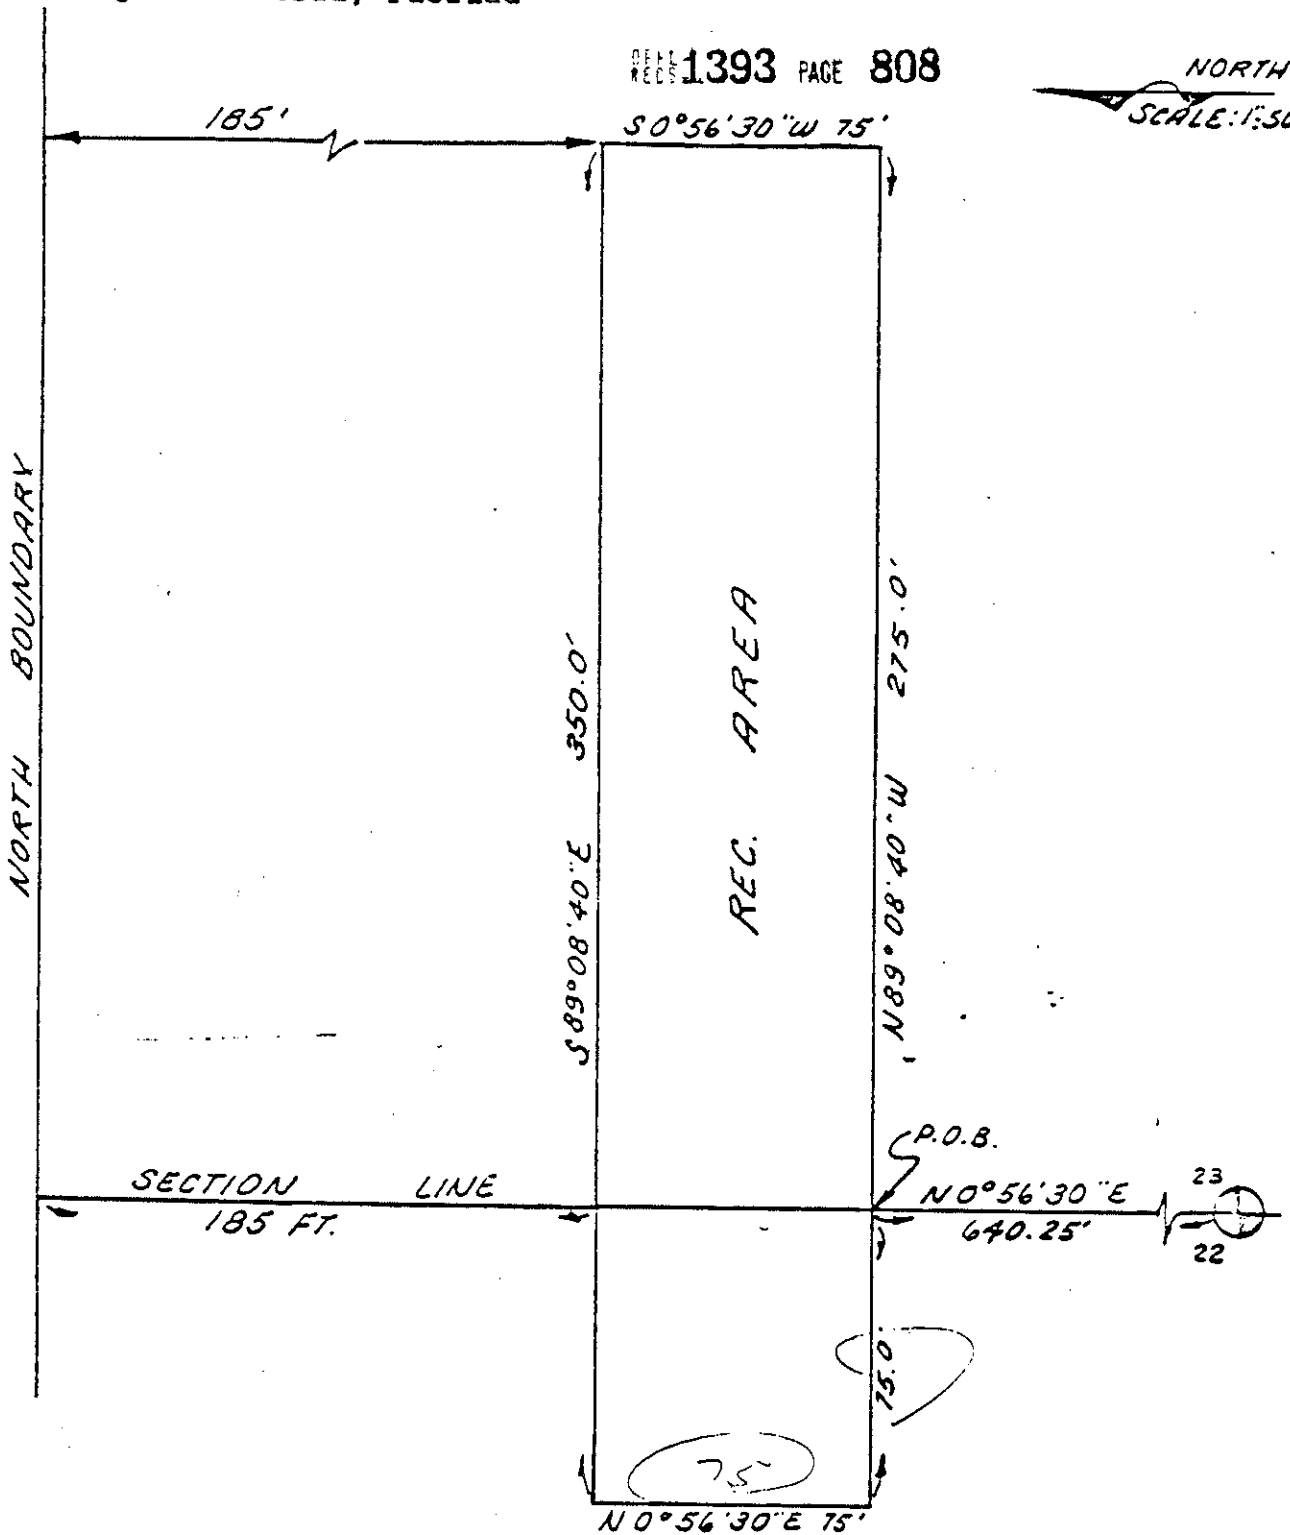 1393 PAGE 808
NORTH
185'
S 0°56'30"W 75'
NORTH BOUNDARY
S 89°08'40"E 350.0'
REC. AREA
N 89°08'40"W 275.0'
P.O.B.
SECTION LINE
185 FT.
N 0°56'30"E
640.25'
23
22
75.0'
75
N 0°56'30"E 75'